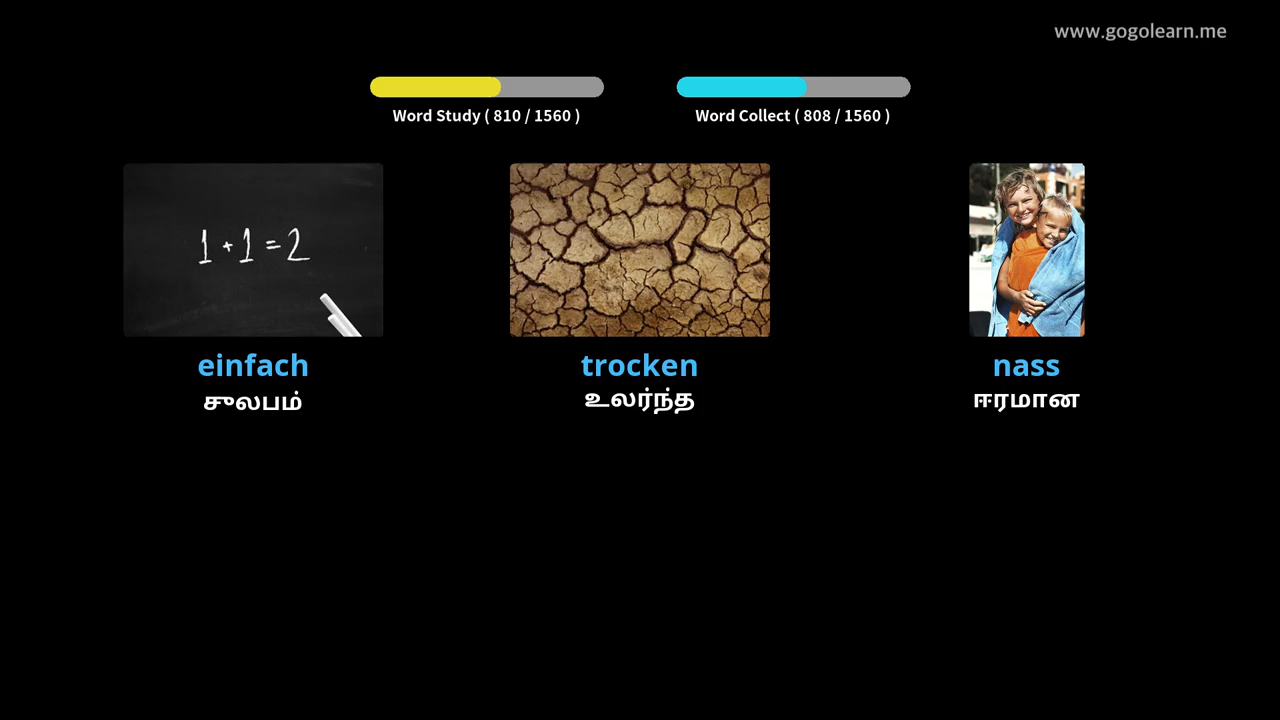 www.gogolearn.me
Word Study ( 810 / 1560 )
Word Collect ( 808 / 1560 )
1 + 1 = 2
einfach
சுலபம்
trocken
உலர்ந்த
nass
ஈரமான